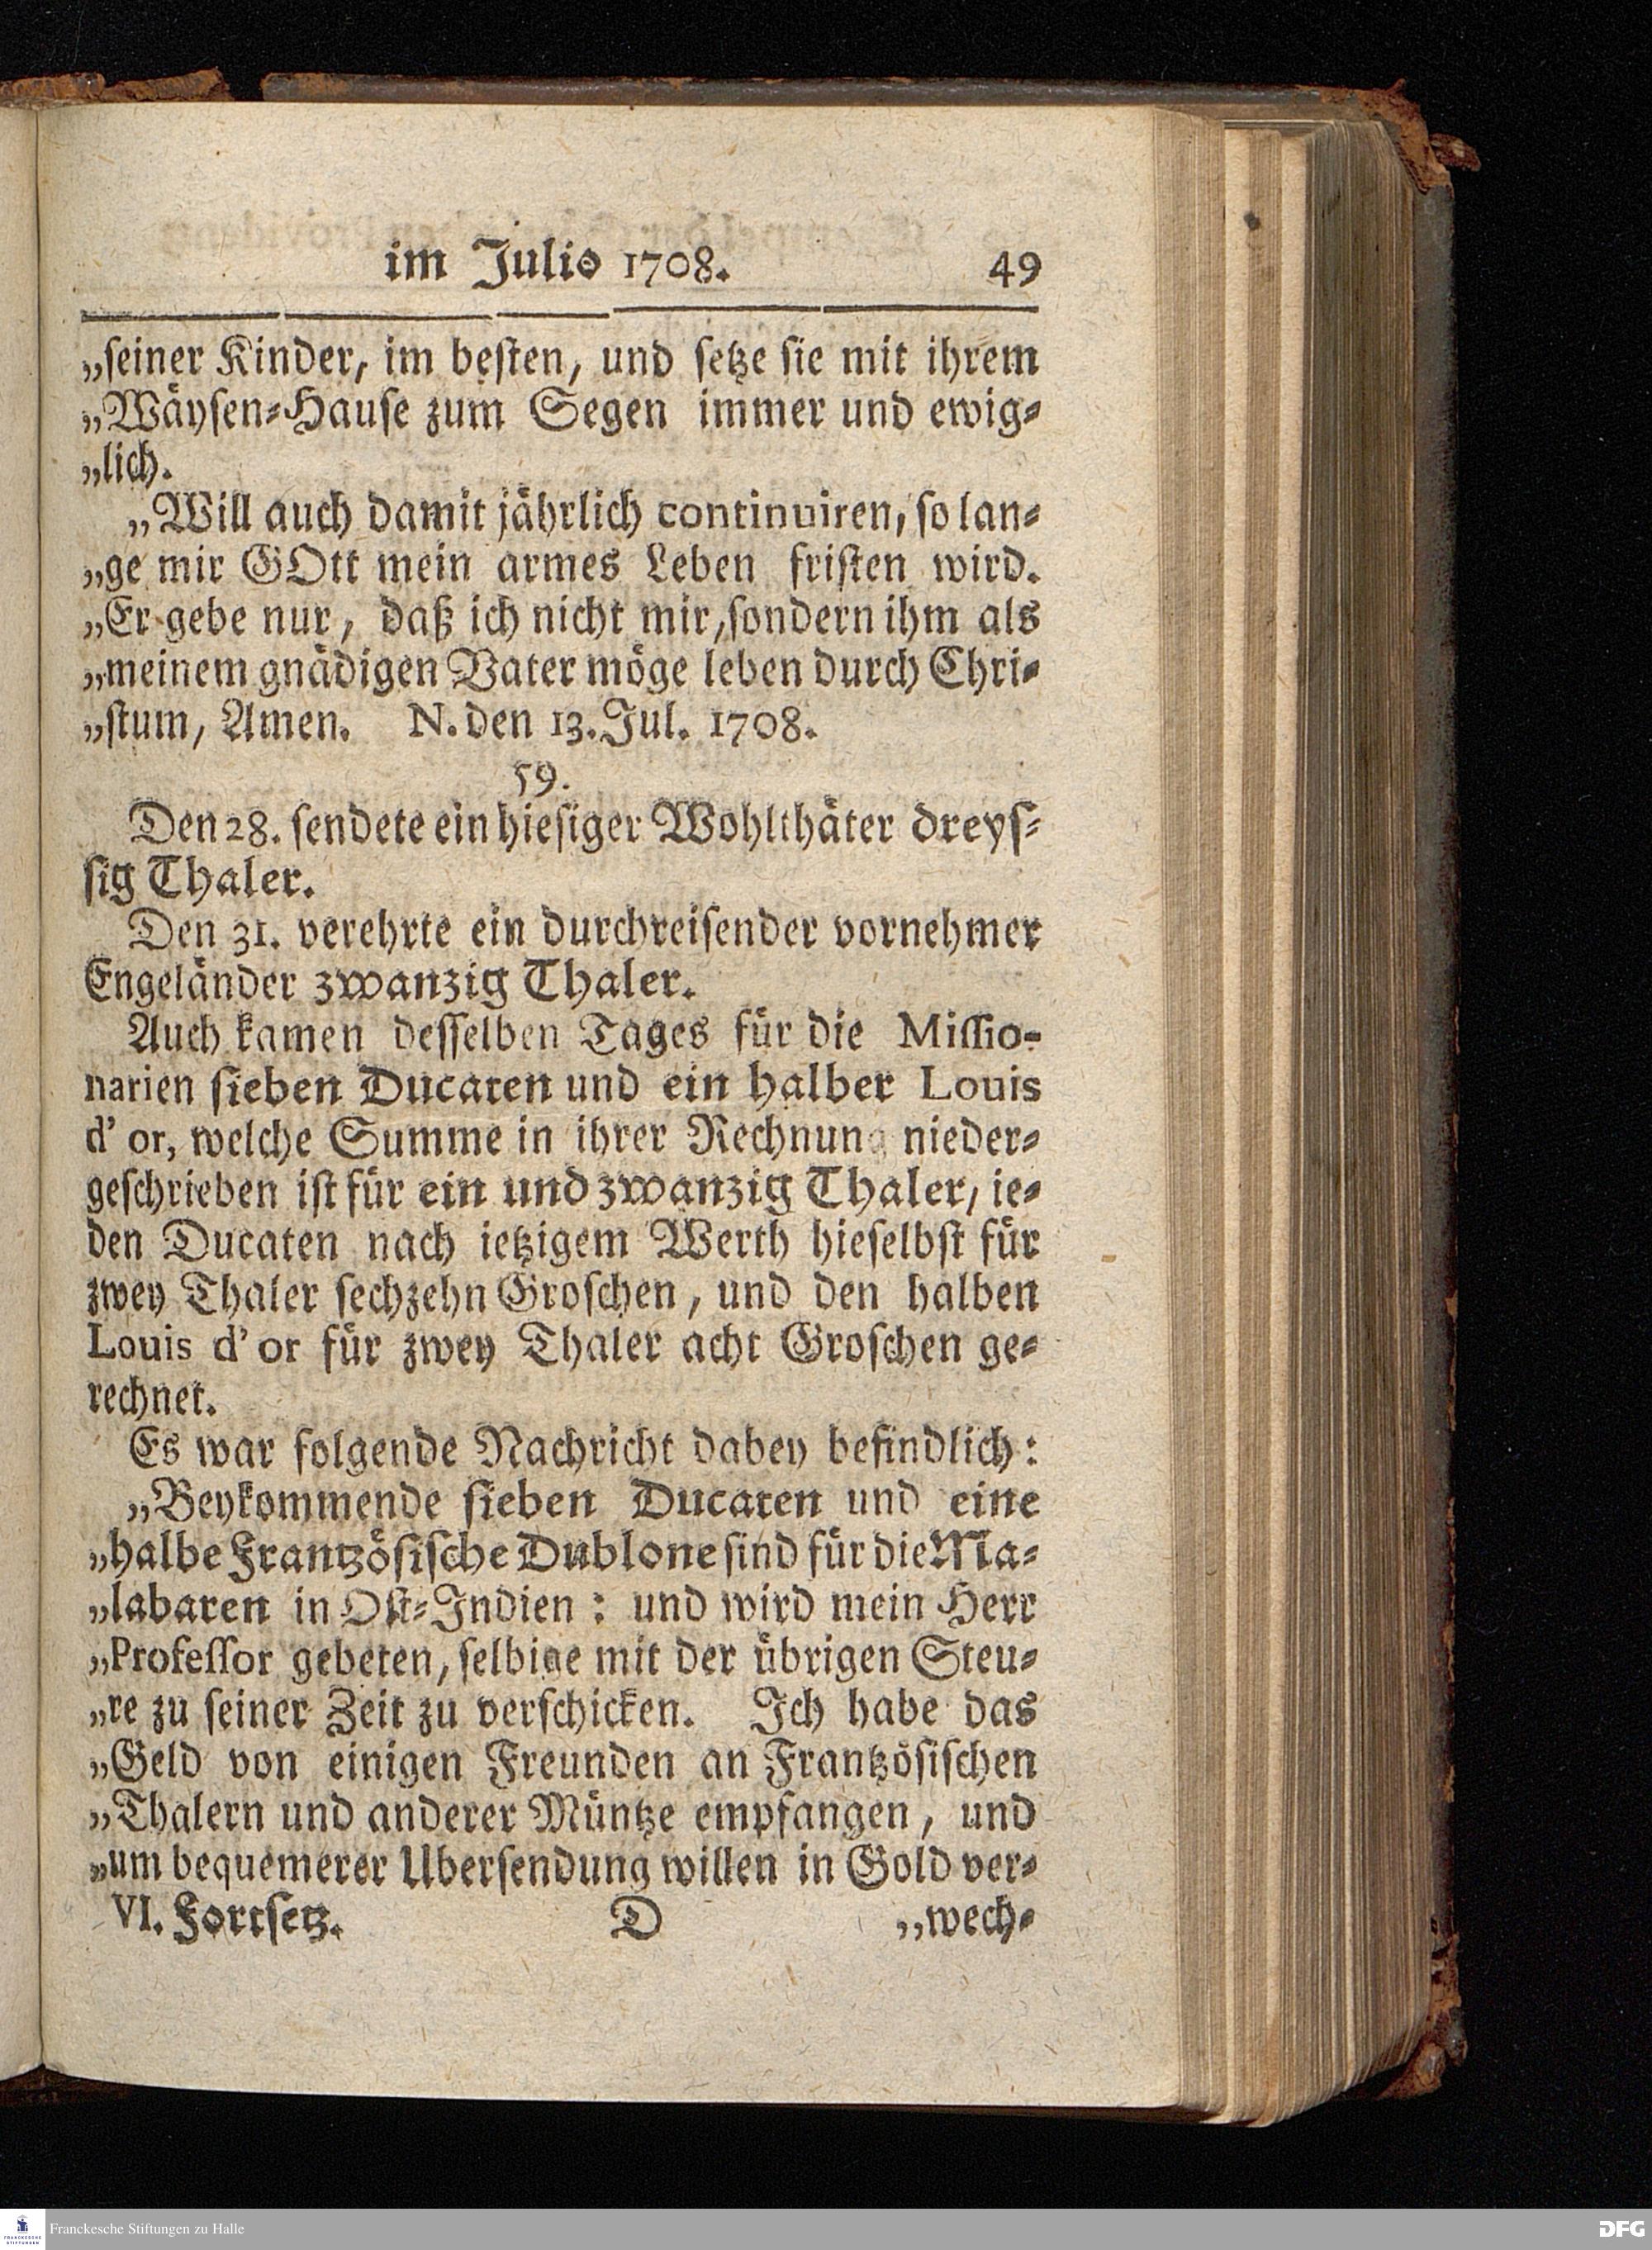 im Julio 1708. 49
„ſeiner Kinder, im beſten, und ſetze ſie mit ihrem
„Wäyſen-Hauſe zum Segen immer und ewig-
„lich.
„Will auch damit jährlich continuiren, ſo lan-
„ge mir GOtt mein armes Leben friſten wird.
„Er gebe nur, daß ich nicht mir, ſondern ihm als
„meinem gnädigen Vater möge leben durch Chri-
„ſtum, Amen. N. den 13. Jul. 1708.
59.
Den 28. ſendete ein hieſiger Wohlthäter dreyſ-
ſig Thaler.
Den 31. verehrte ein durchreiſender vornehmer
Engeländer zwanzig Thaler.
Auch kamen deſſelben Tages für die Miſſio-
narien ſieben Ducaten und ein halber Louis
d' or, welche Summe in ihrer Rechnung nieder-
geſchrieben iſt für ein und zwanzig Thaler, ie-
den Ducaten nach ietzigem Werth hieſelbſt für
zwey Thaler ſechzehn Groſchen, und den halben
Louis d' or für zwey Thaler acht Groſchen ge-
rechnet.
Es war folgende Nachricht dabey befindlich:
„Beykommende ſieben Ducaten und eine
„halbe Frantzöſiſche Dublone ſind für die Ma-
„labaren in Oſt-Indien: und wird mein Herr
„Profeſſor gebeten, ſelbige mit der übrigen Steu-
„re zu ſeiner Zeit zu verſchicken. Ich habe das
„Geld von einigen Freunden an Frantzöſiſchen
„Thalern und anderer Müntze empfangen, und
„um bequemerer Uberſendung willen in Gold ver-
VI. Fortſetz. D „wech-
Franckesche Stiftungen zu Halle
FRANCKESCHE
STIFTUNGEN
DFG